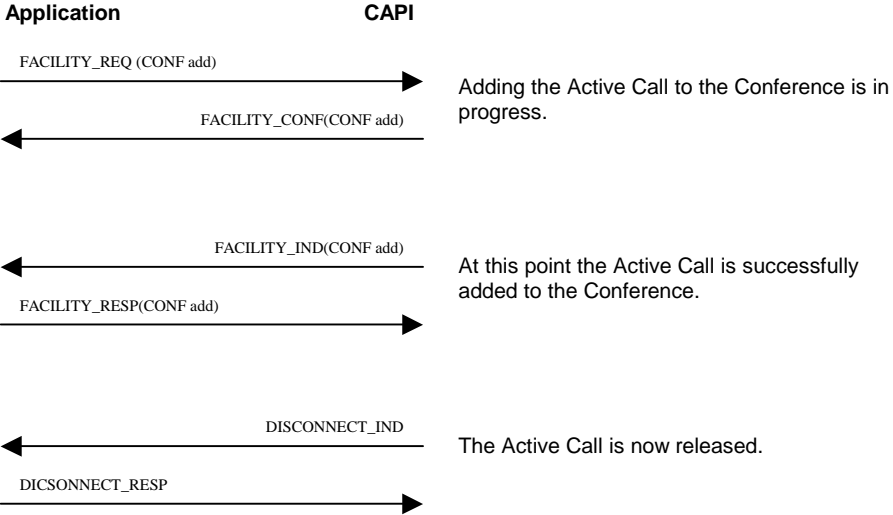 Application CAPI
FACILITY_REQ (CONF add)
Adding the Active Call to the Conference is in
progress.
FACILITY_CONF(CONF add)
FACILITY_IND(CONF add)
At this point the Active Call is successfully
added to the Conference.
FACILITY_RESP(CONF add)
DISCONNECT_IND
The Active Call is now released.
DICSONNECT_RESP